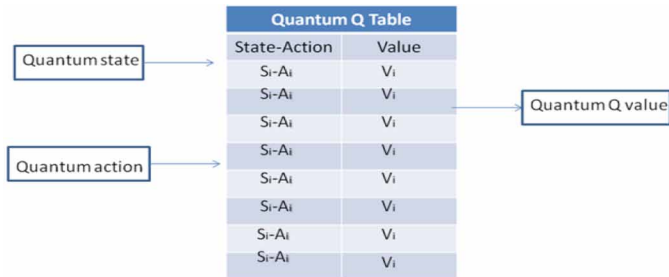 Quantum Q Table
State-Action Value
Quantum state
Sᵢ-Aᵢ Vᵢ
Sᵢ-Aᵢ Vᵢ
Quantum Q value
Sᵢ-Aᵢ Vᵢ
Sᵢ-Aᵢ Vᵢ
Quantum action
Sᵢ-Aᵢ Vᵢ
Sᵢ-Aᵢ Vᵢ
Sᵢ-Aᵢ Vᵢ
Sᵢ-Aᵢ Vᵢ